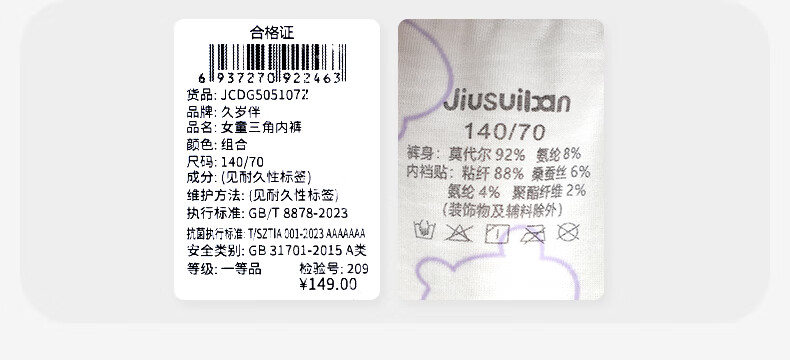 合格证
6 937270 922463
货品: JCDG505107Z
品牌: 久岁伴
品名: 女童三角内裤
颜色: 组合
尺码: 140/70
成分: (见耐久性标签)
维护方法: (见耐久性标签)
执行标准: GB/T 8878-2023
抗菌执行标准: T/SZTIA 001-2023 AAAAAAA
安全类别: GB 31701-2015 A类
等级: 一等品 检验号: 209
¥149.00
Jiusuiban
140/70
裤身: 莫代尔 92% 氨纶 8%
内裆贴: 粘纤 88% 桑蚕丝 6%
氨纶 4% 聚酯纤维 2%
(装饰物及辅料除外)